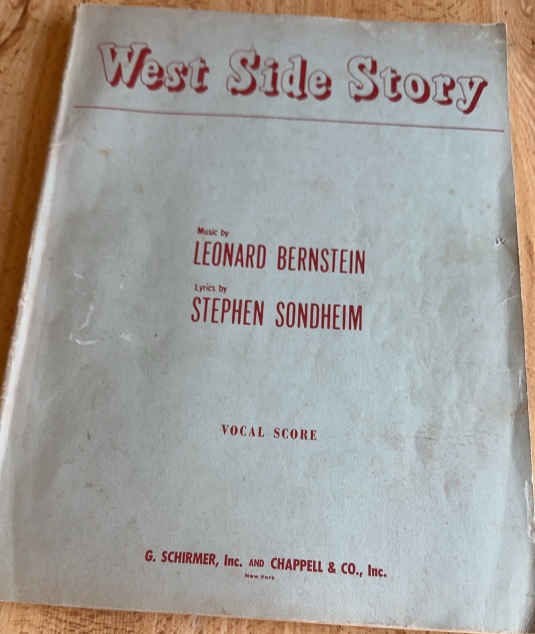 West Side Story
Music by
LEONARD BERNSTEIN
Lyrics by
STEPHEN SONDHEIM
VOCAL SCORE
G. SCHIRMER, Inc. AND CHAPPELL & CO., Inc.
New York